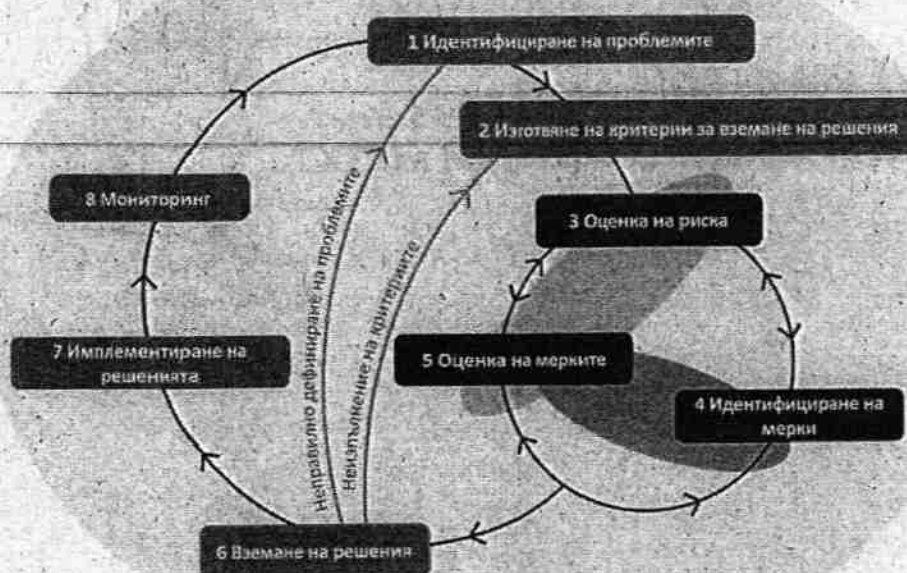 1 Идентифициране на проблемите
2 Изготвяне на критерии за вземане на решения
8 Мониторинг
3 Оценка на риска
Неправилно дефиниране на проблемите
Неизпълнение на критериите
7 Имплементиране на
решенията
5 Оценка на мерките
4 Идентифициране на
мерки
6 Вземане на решения